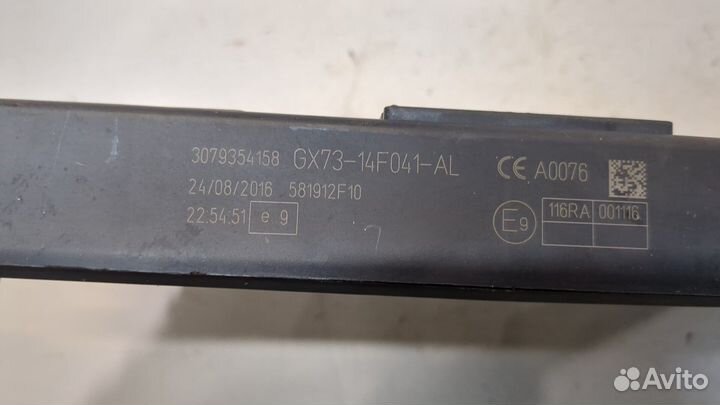 3079354158 GX73-14F041-AL
24/08/2016 581912F10
22:54:51 e 9
CE A0076
E9 116RA 001116
Avito